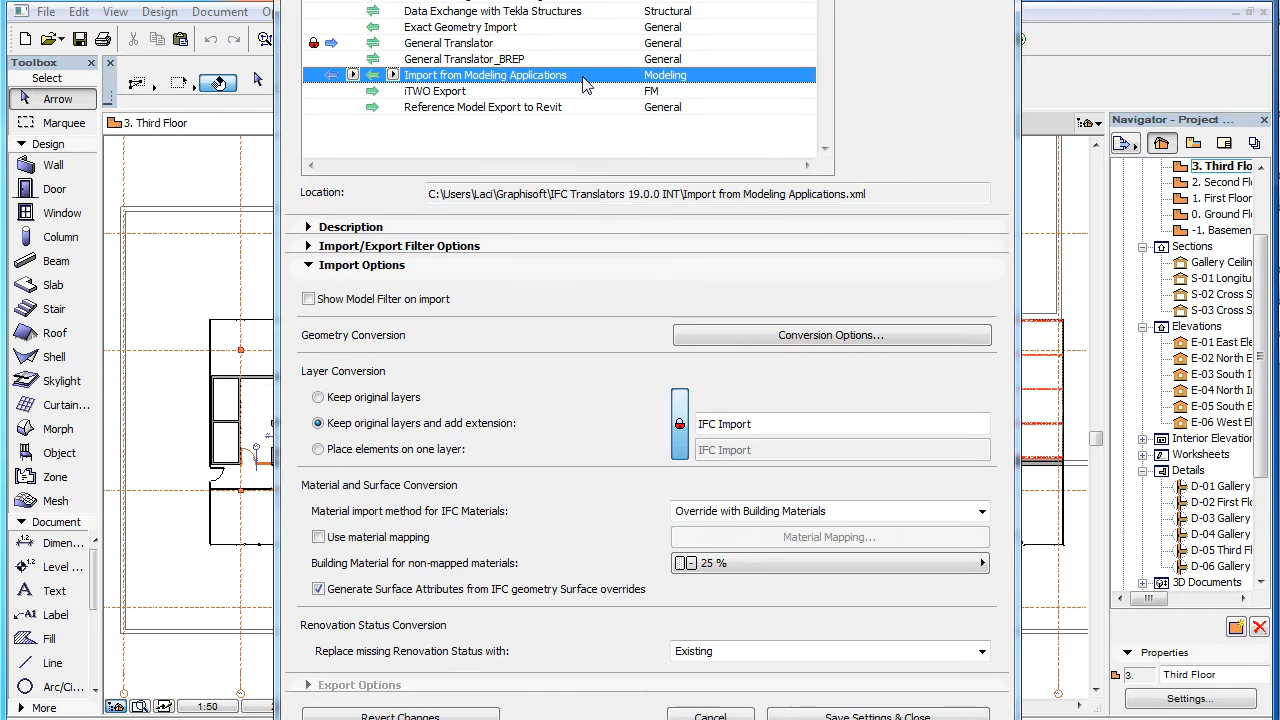 File Edit View Design Document
Toolbox
Select
Arrow
Marquee
Design
Wall
Door
Window
Column
Beam
Slab
Stair
Roof
Shell
Skylight
Curtain...
Morph
Object
Zone
Mesh
Document
Dimen...
Level ...
Text
A1 Label
Fill
Line
Arc/Ci...
More
3. Third Floor
1:50
Data Exchange with Tekla Structures Structural
Exact Geometry Import General
General Translator General
General Translator_BREP General
Import from Modeling Applications Modeling
iTWO Export FM
Reference Model Export to Revit General
Location: C:\Users\Laci\Graphisoft\IFC Translators 19.0.0 INT\Import from Modeling Applications.xml
Description
Import/Export Filter Options
Import Options
Show Model Filter on import
Geometry Conversion Conversion Options...
Layer Conversion
Keep original layers
Keep original layers and add extension: IFC Import
Place elements on one layer: IFC Import
Material and Surface Conversion
Material import method for IFC Materials: Override with Building Materials
Use material mapping Material Mapping...
Building Material for non-mapped materials: 25 %
Generate Surface Attributes from IFC geometry Surface overrides
Renovation Status Conversion
Replace missing Renovation Status with: Existing
Export Options
Revert Changes Cancel Save Settings & Close
Navigator - Project ...
3. Third Flo
2. Second Fl
1. First Floor
0. Ground F
-1. Basemen
Sections
Gallery Ceilin
S-01 Longitu
S-02 Cross S
S-03 Cross S
Elevations
E-01 East Ele
E-02 North E
E-03 South I
E-04 North I
E-05 South E
E-06 West E
Interior Elevation
Worksheets
Details
D-01 Gallery
D-02 First Fl
D-03 Gallery
D-04 Gallery
D-05 Third F
D-06 Gallery
3D Documents
Properties
3. Third Floor
Settings...